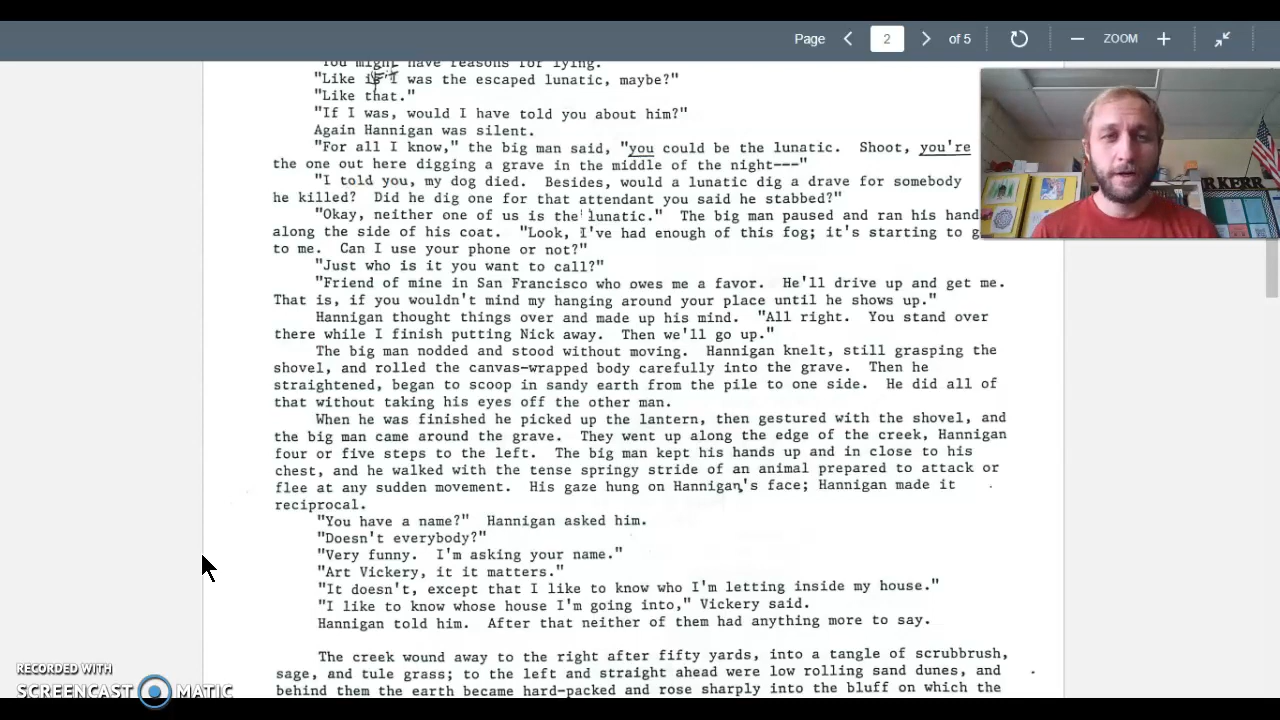 Page 2 of 5 ZOOM
"You might have reasons for lying.
"Like if I was the escaped lunatic, maybe?"
"Like that."
"If I was, would I have told you about him?"
Again Hannigan was silent.
"For all I know," the big man said, "you could be the lunatic. Shoot, you're
the one out here digging a grave in the middle of the night---"
"I told you, my dog died. Besides, would a lunatic dig a drave for somebody
he killed? Did he dig one for that attendant you said he stabbed?"
"Okay, neither one of us is the lunatic." The big man paused and ran his hand
along the side of his coat. "Look, I've had enough of this fog; it's starting to
to me. Can I use your phone or not?"
"Just who is it you want to call?"
"Friend of mine in San Francisco who owes me a favor. He'll drive up and get me.
That is, if you wouldn't mind my hanging around your place until he shows up."
Hannigan thought things over and made up his mind. "All right. You stand over
there while I finish putting Nick away. Then we'll go up."
The big man nodded and stood without moving. Hannigan knelt, still grasping the
shovel, and rolled the canvas-wrapped body carefully into the grave. Then he
straightened, began to scoop in sandy earth from the pile to one side. He did all of
that without taking his eyes off the other man.
When he was finished he picked up the lantern, then gestured with the shovel, and
the big man came around the grave. They went up along the edge of the creek, Hannigan
four or five steps to the left. The big man kept his hands up and in close to his
chest, and he walked with the tense springy stride of an animal prepared to attack or
flee at any sudden movement. His gaze hung on Hannigan's face; Hannigan made it
reciprocal.
"You have a name?" Hannigan asked him.
"Doesn't everybody?"
"Very funny. I'm asking your name."
"Art Vickery, it it matters."
"It doesn't, except that I like to know who I'm letting inside my house."
"I like to know whose house I'm going into," Vickery said.
Hannigan told him. After that neither of them had anything more to say.
The creek wound away to the right after fifty yards, into a tangle of scrubbrush,
sage, and tule grass; to the left and straight ahead were low rolling sand dunes, and
behind them the earth became hard-packed and rose sharply into the bluff on which the
RKERR
RECORDED WITH
SCREENCAST MATIC